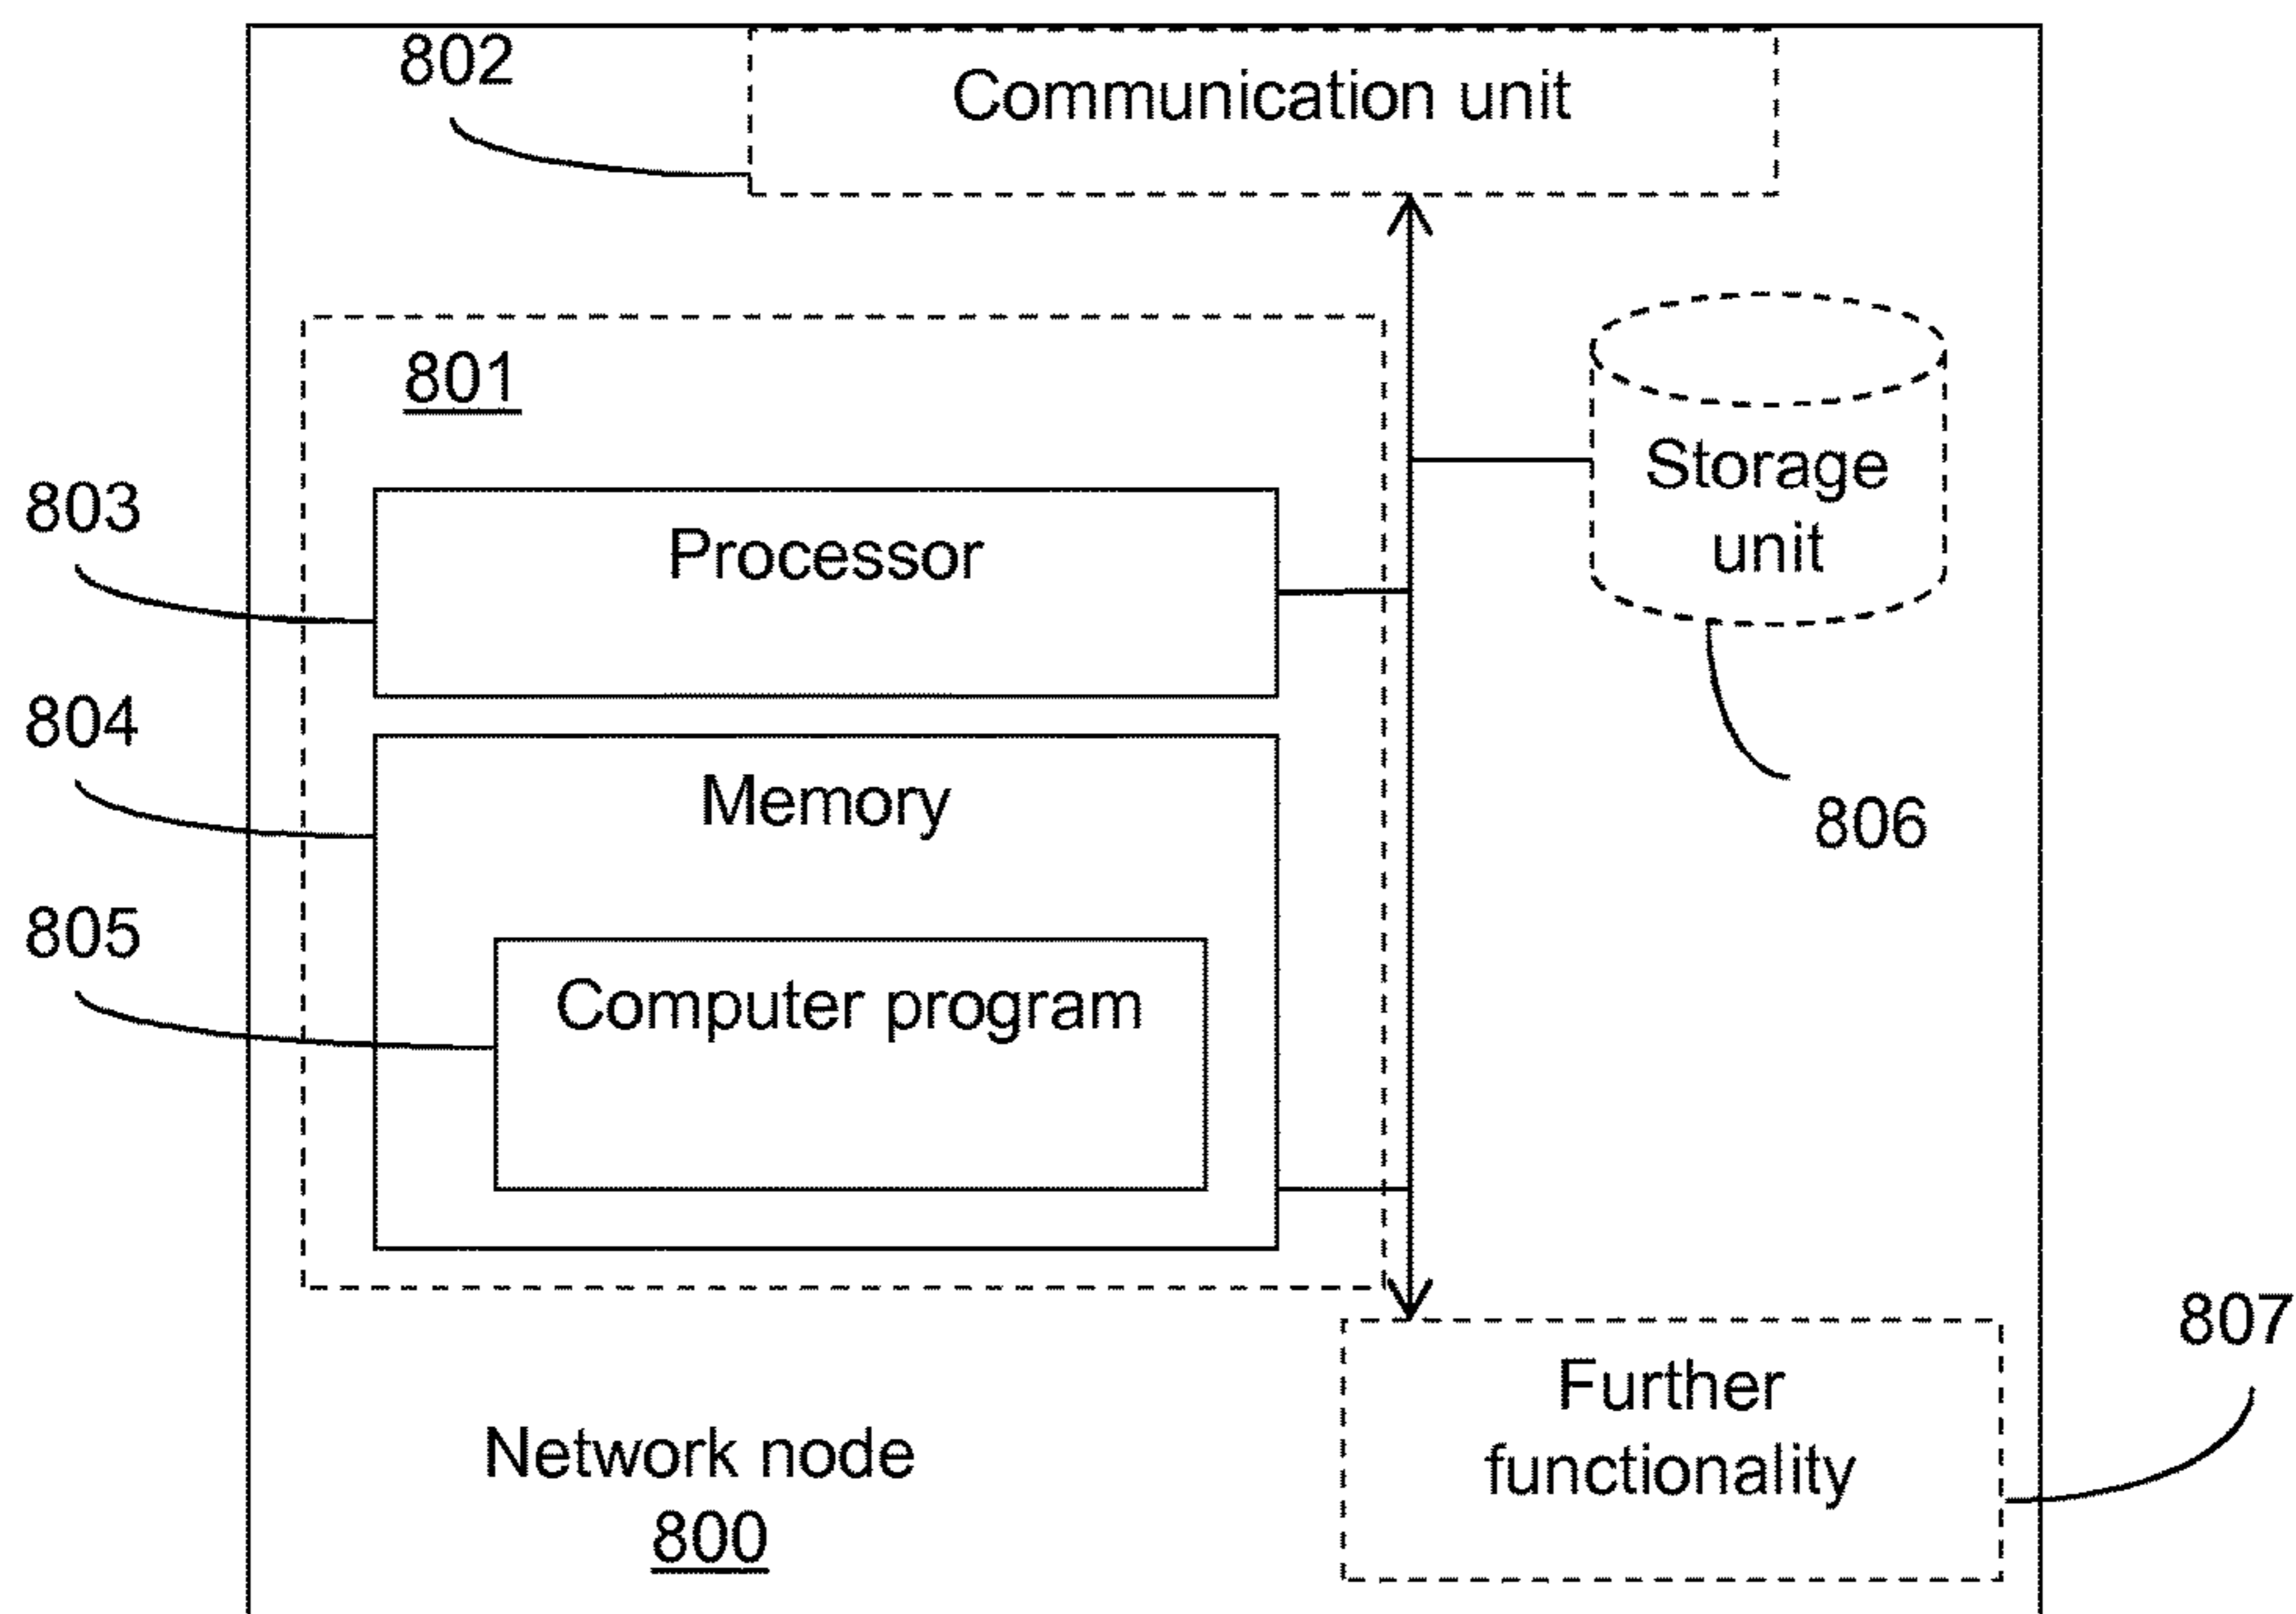 802
Communication unit
801
803
Processor
Storage
unit
804
Memory
806
805
Computer program
807
Further
functionality
Network node
800